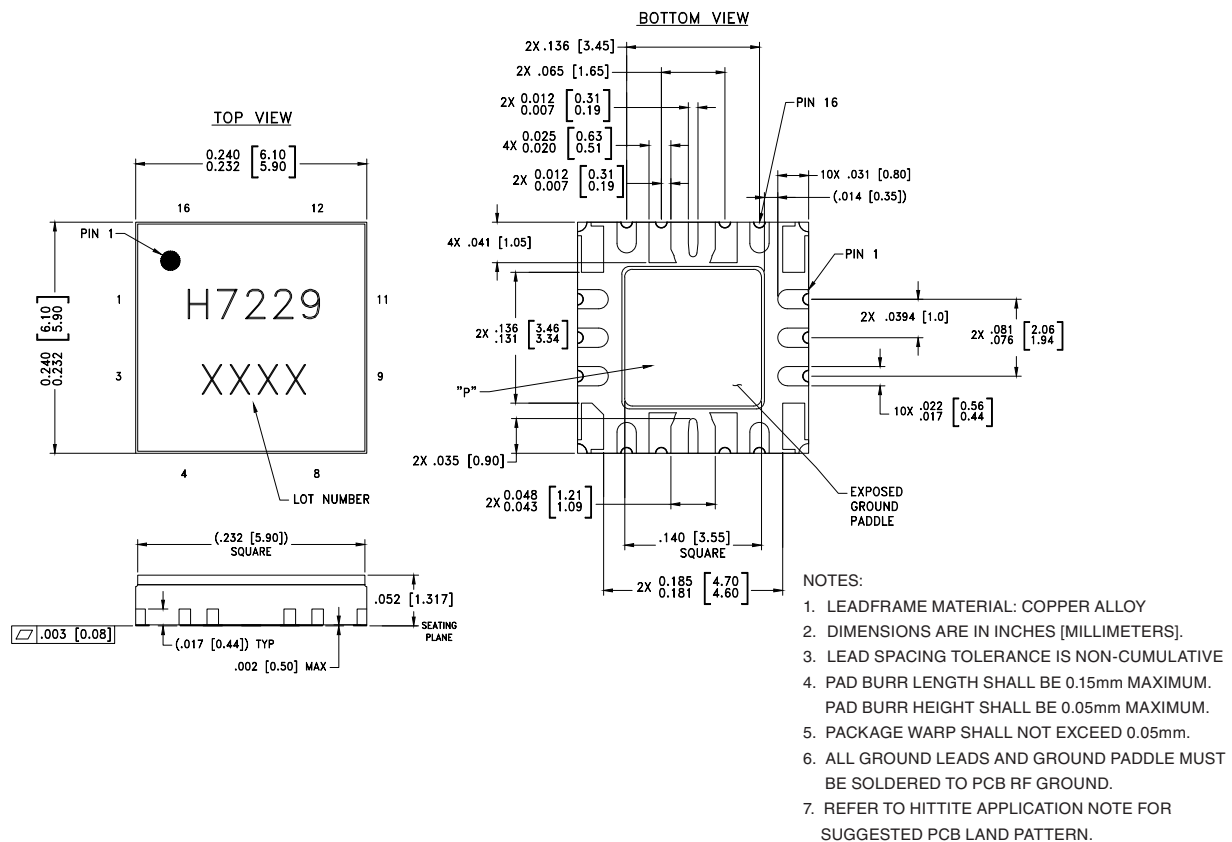 BOTTOM VIEW
2X .136 [3.45]
2X .065 [1.65]
2X 0.012 [0.31]
0.007 [0.19]
4X 0.025 [0.63]
0.020 [0.51]
2X 0.012 [0.31]
0.007 [0.19]
PIN 16
10X .031 [0.80]
(.014 [0.35])
4X .041 [1.05]
PIN 1
2X .136 [3.46]
.131 [3.34]
2X .0394 [1.0]
2X .081 [2.06]
.076 [1.94]
"P"
10X .022 [0.56]
.017 [0.44]
2X .035 [0.90]
2X 0.048 [1.21]
0.043 [1.09]
EXPOSED
GROUND
PADDLE
.140 [3.55]
SQUARE
2X 0.185 [4.70]
0.181 [4.60]
TOP VIEW
0.240 [6.10]
0.232 [5.90]
16 12
PIN 1
0.240 [6.10]
0.232 [5.90]
1 H7229 11
3 XXXX 9
4 8
LOT NUMBER
(.232 [5.90])
SQUARE
.052 [1.317]
SEATING
PLANE
.003 [0.08]
(.017 [0.44]) TYP
.002 [0.50] MAX
NOTES:
1. LEADFRAME MATERIAL: COPPER ALLOY
2. DIMENSIONS ARE IN INCHES [MILLIMETERS].
3. LEAD SPACING TOLERANCE IS NON-CUMULATIVE
4. PAD BURR LENGTH SHALL BE 0.15mm MAXIMUM.
PAD BURR HEIGHT SHALL BE 0.05mm MAXIMUM.
5. PACKAGE WARP SHALL NOT EXCEED 0.05mm.
6. ALL GROUND LEADS AND GROUND PADDLE MUST
BE SOLDERED TO PCB RF GROUND.
7. REFER TO HITTITE APPLICATION NOTE FOR
SUGGESTED PCB LAND PATTERN.